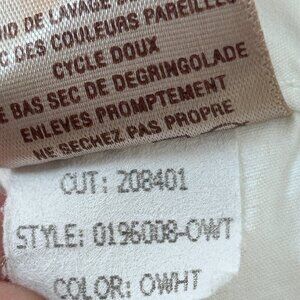 ID DE LAVAGE
C DES COULEURS PAREILLES
CYCLE DOUX
E BAS SEC DE DEGRINGOLADE
ENLEVES PROMPTEMENT
NE SECHEZ PAS PROPRE
CUT: 208401
STYLE: 0196008-OWT
COLOR: OWHT